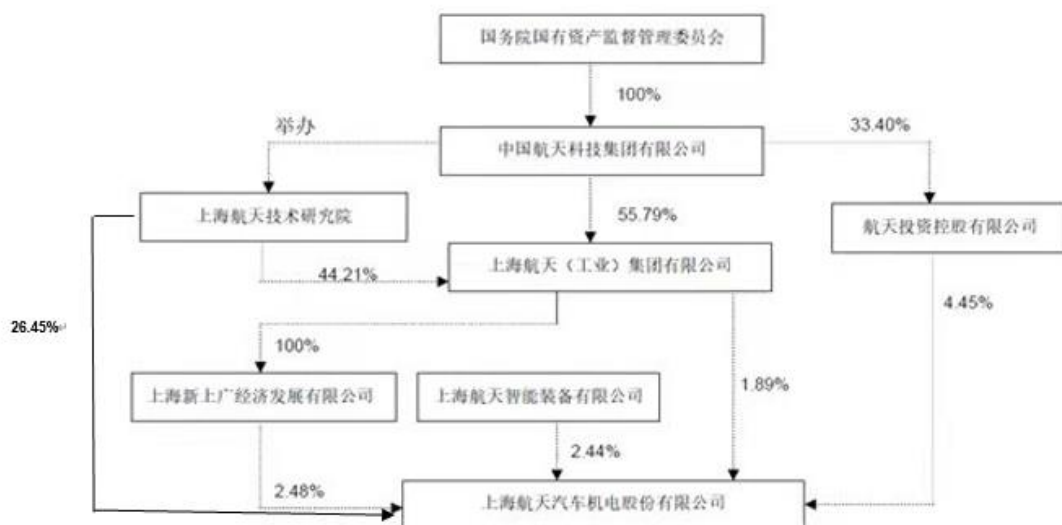 国务院国有资产监督管理委员会
100%
举办
33.40%
中国航天科技集团有限公司
上海航天技术研究院
55.79%
航天投资控股有限公司
上海航天（工业）集团有限公司
44.21%
4.45%
26.45%
100%
1.89%
上海新上广经济发展有限公司
上海航天智能装备有限公司
2.44%
2.48%
上海航天汽车机电股份有限公司